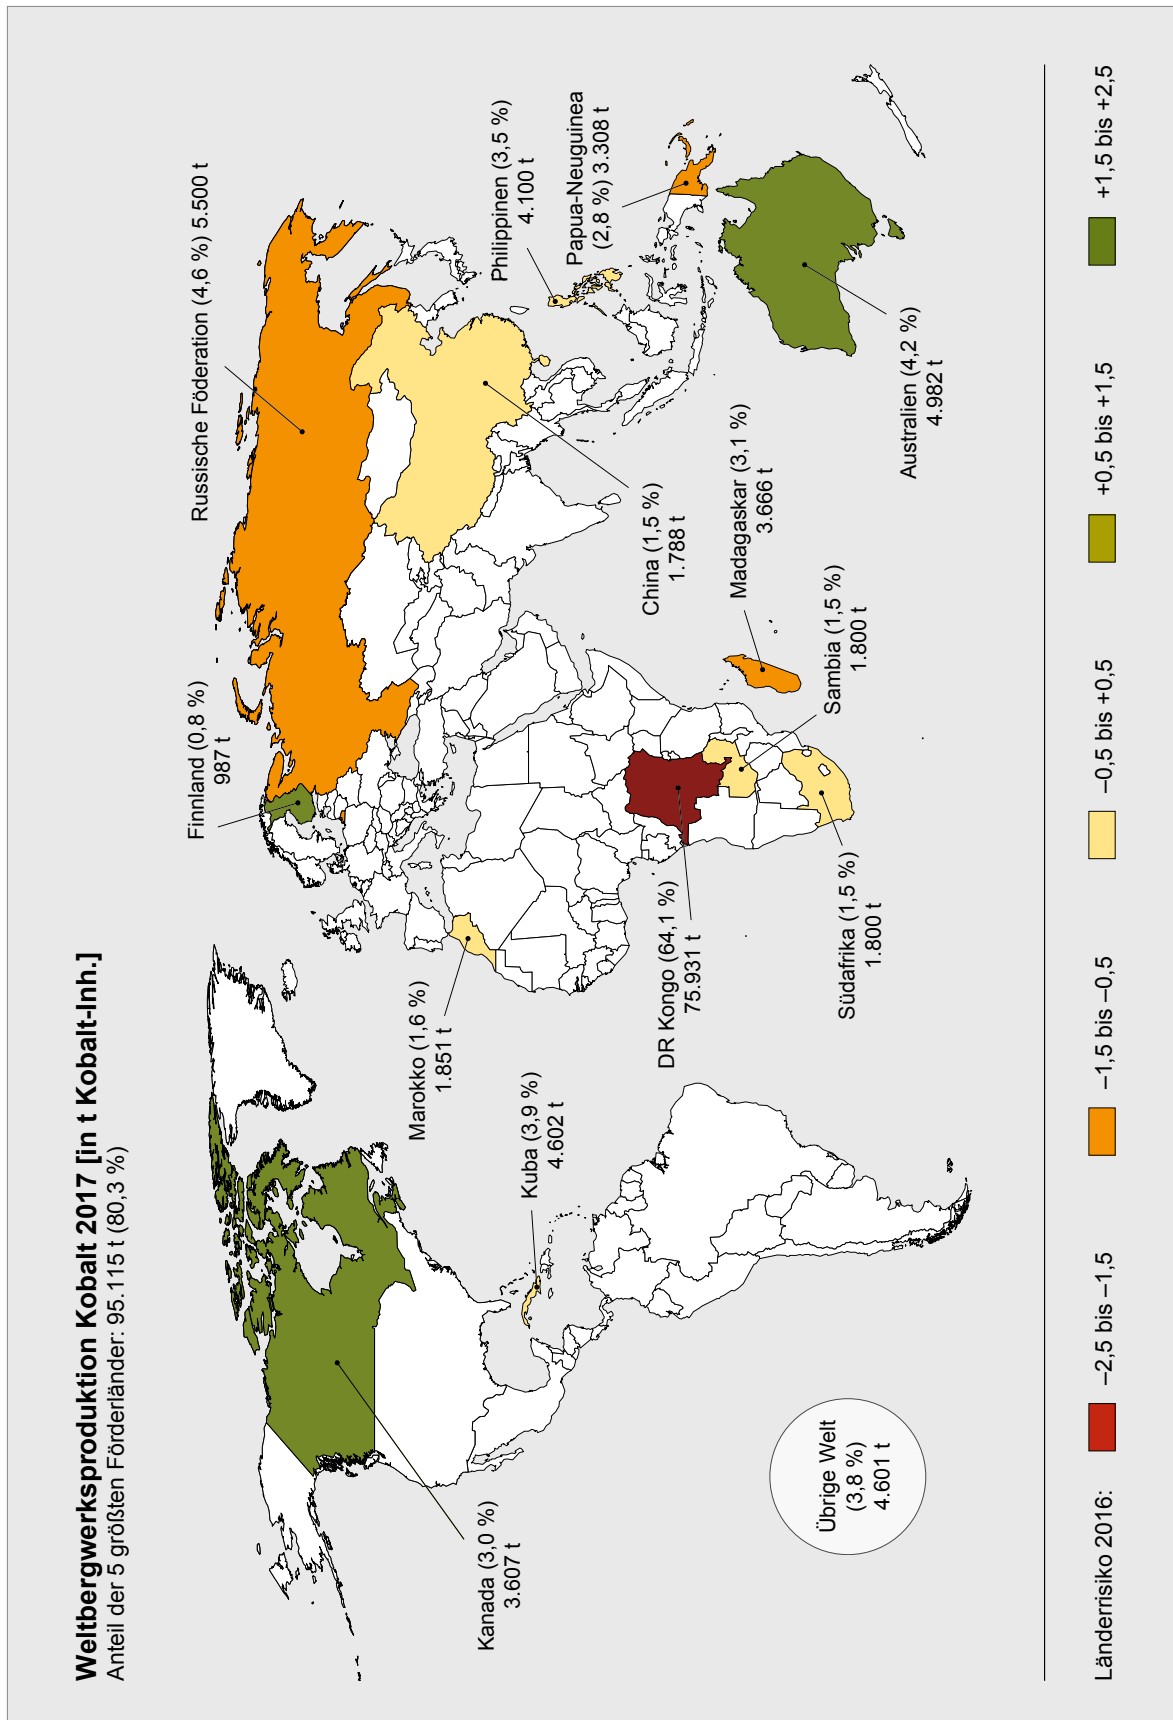 Weltbergwerksproduktion Kobalt 2017 [in t Kobalt-Inh.]
Anteil der 5 größten Förderländer: 95.115 t (80,3 %)
Finnland (0,8 %)
987 t
Russische Föderation (4,6 %) 5.500 t
Kanada (3,0 %)
3.607 t
Marokko (1,6 %)
1.851 t
Kuba (3,9 %)
4.602 t
Philippinen (3,5 %)
4.100 t
Papua-Neuguinea
(2,8 %) 3.308 t
China (1,5 %)
1.788 t
DR Kongo (64,1 %)
75.931 t
Madagaskar (3,1 %)
3.666 t
Sambia (1,5 %)
1.800 t
Südafrika (1,5 %)
1.800 t
Australien (4,2 %)
4.982 t
Übrige Welt
(3,8 %)
4.601 t
Länderrisiko 2016:
−2,5 bis −1,5
−1,5 bis −0,5
−0,5 bis +0,5
+0,5 bis +1,5
+1,5 bis +2,5